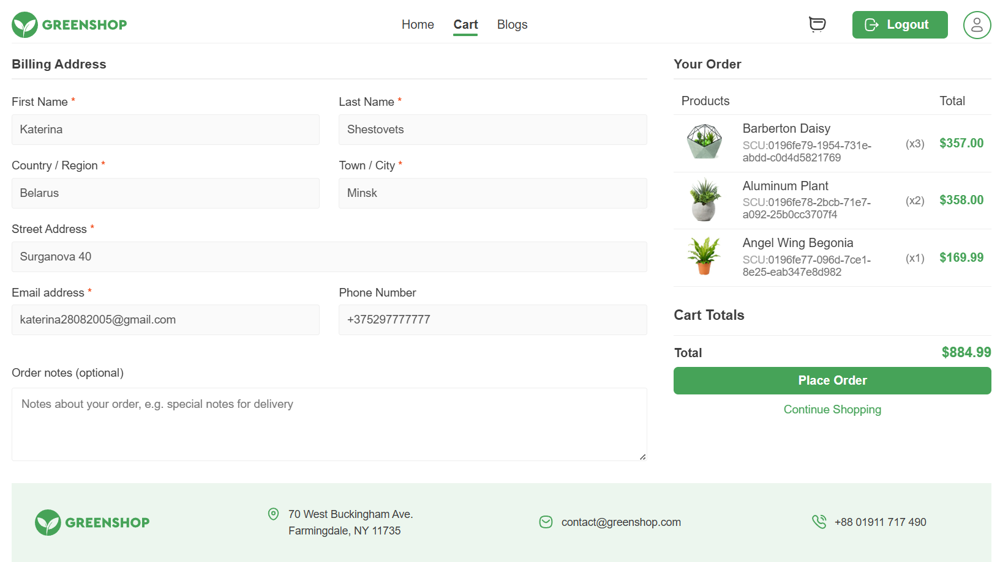 GREENSHOP
Home
Cart
Blogs
Logout
Billing Address
First Name *
Katerina
Last Name *
Shestovets
Country / Region *
Belarus
Town / City *
Minsk
Street Address *
Surganova 40
Email address *
katerina28082005@gmail.com
Phone Number
+375297777777
Order notes (optional)
Notes about your order, e.g. special notes for delivery
Your Order
Products
Total
Barberton Daisy
SCU:0196fe79-1954-731e-
abdd-c0d4d5821769
(x3)
$357.00
Aluminum Plant
SCU:0196fe78-2bcb-71e7-
a092-25b0cc3707f4
(x2)
$358.00
Angel Wing Begonia
SCU:0196fe77-096d-7ce1-
8e25-eab347e8d982
(x1)
$169.99
Cart Totals
Total
$884.99
Place Order
Continue Shopping
GREENSHOP
70 West Buckingham Ave.
Farmingdale, NY 11735
contact@greenshop.com
+88 01911 717 490